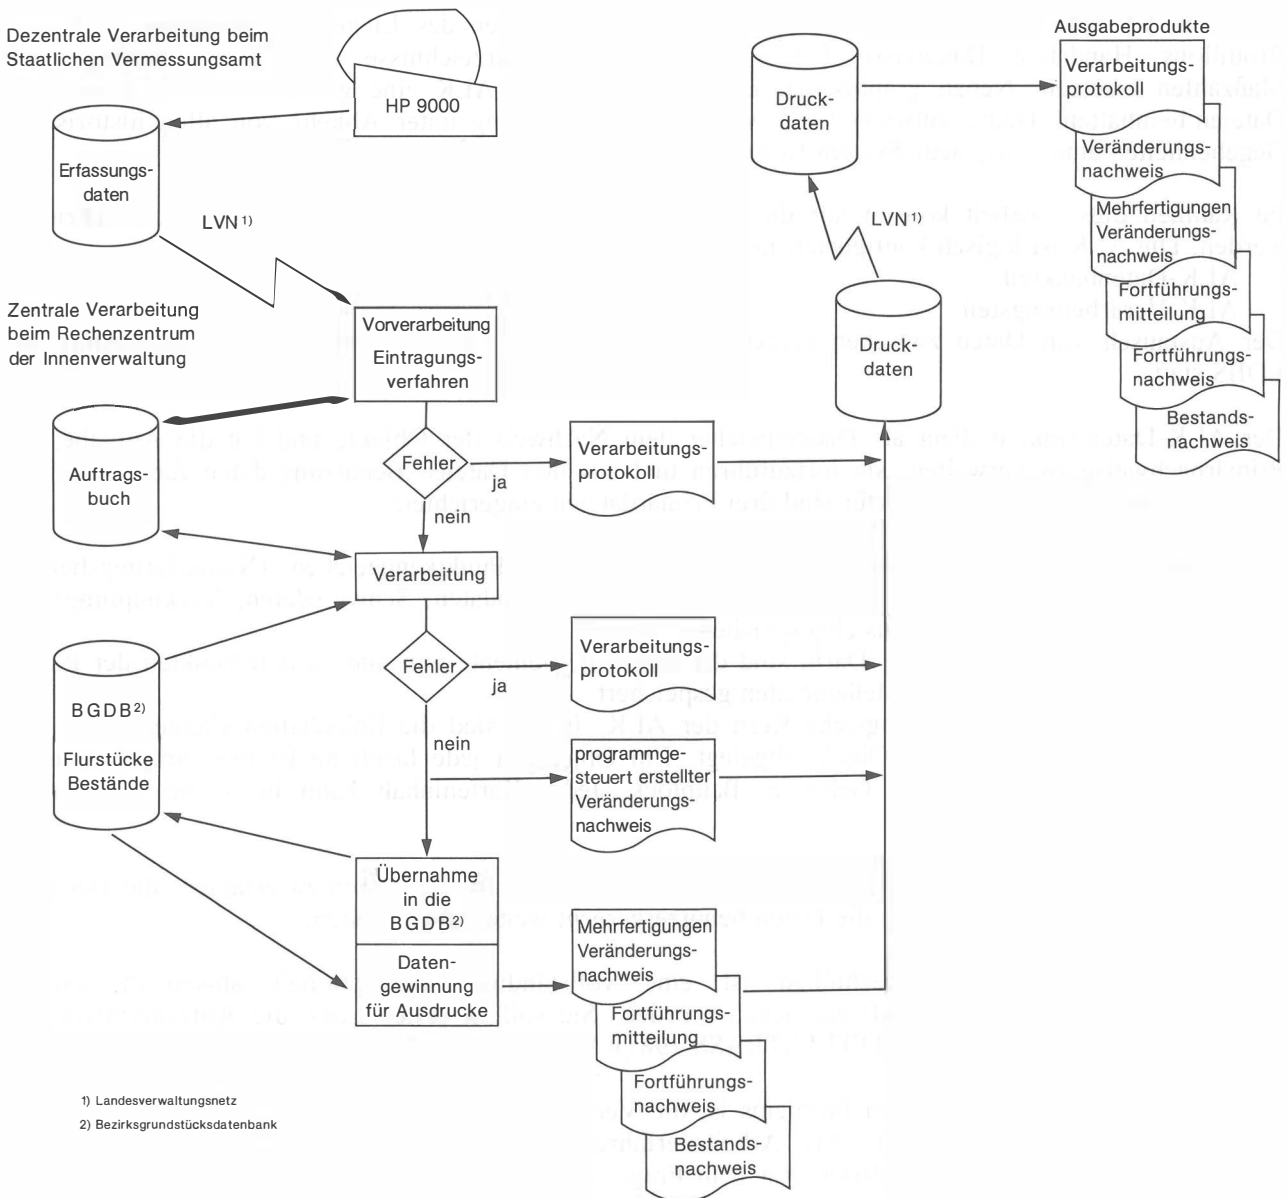 Dezentrale Verarbeitung beim
Staatlichen Vermessungsamt
HP 9000
Erfassungs-
daten
LVN 1)
Zentrale Verarbeitung
beim Rechenzentrum
der Innenverwaltung
Vorverarbeitung
Eintragungs-
verfahren
Auftrags-
buch
Fehler
ja
nein
Verarbeitungs-
protokoll
Verarbeitung
Fehler
ja
nein
Verarbeitungs-
protokoll
BGDB 2)
Flurstücke
Bestände
programmge-
steuert erstellter
Veränderungs-
nachweis
Übernahme
in die
BGDB 2)
Daten-
gewinnung
für Ausdrucke
Mehrfertigungen
Veränderungs-
nachweis
Fortführungs-
mitteilung
Fortführungs-
nachweis
Bestands-
nachweis
Druck-
daten
LVN 1)
Druck-
daten
Ausgabeprodukte
Verarbeitungs-
protokoll
Veränderungs-
nachweis
Mehrfertigungen
Veränderungs-
nachweis
Fortführungs-
mitteilung
Fortführungs-
nachweis
Bestands-
nachweis
1) Landesverwaltungsnetz
2) Bezirksgrundstücksdatenbank